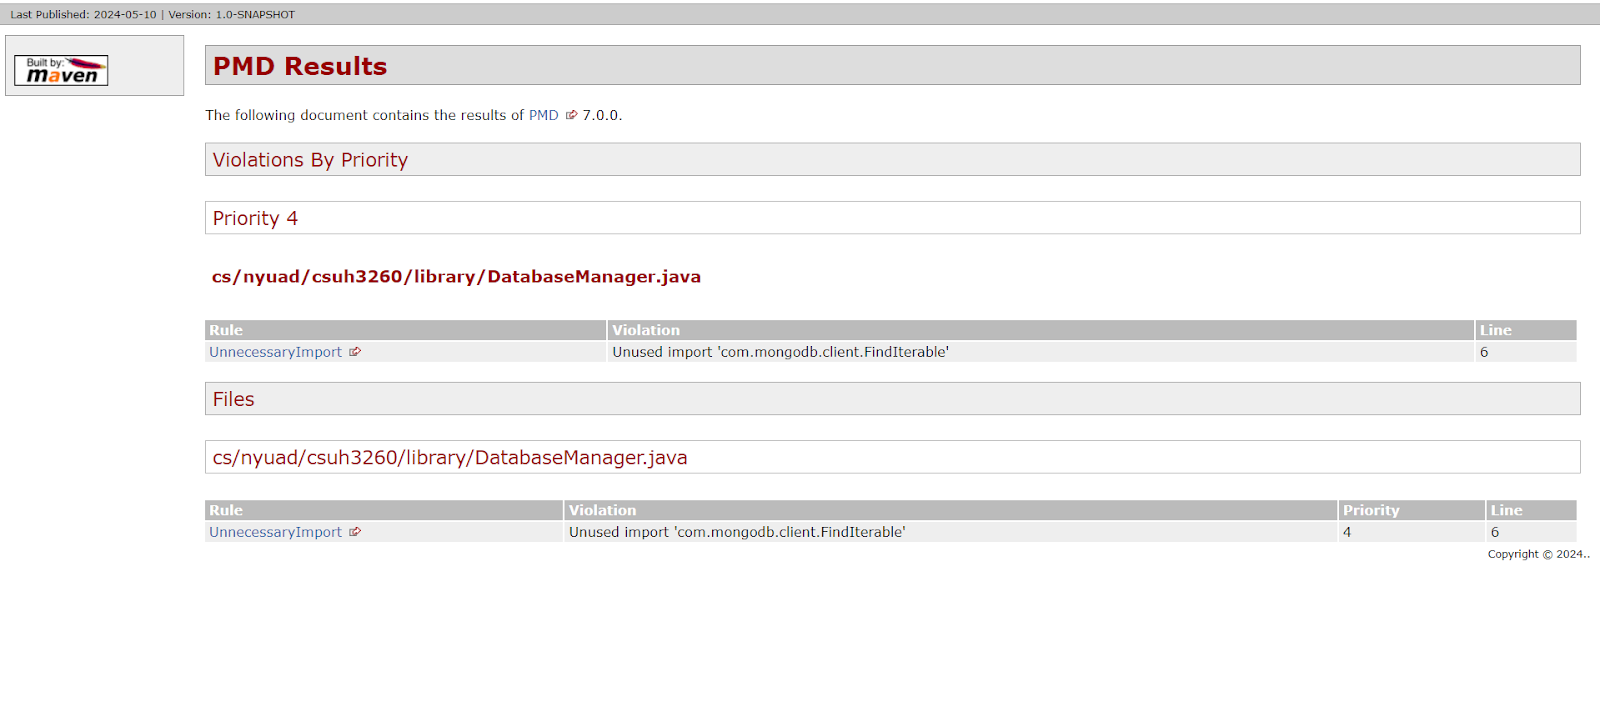 Last Published: 2024-05-10 | Version: 1.0-SNAPSHOT
Built by:
maven
PMD Results
The following document contains the results of PMD 7.0.0.
Violations By Priority
Priority 4
cs/nyuad/csuh3260/library/DatabaseManager.java
Rule Violation Line
UnnecessaryImport Unused import 'com.mongodb.client.FindIterable' 6
Files
cs/nyuad/csuh3260/library/DatabaseManager.java
Rule Violation Priority Line
UnnecessaryImport Unused import 'com.mongodb.client.FindIterable' 4 6
Copyright © 2024..